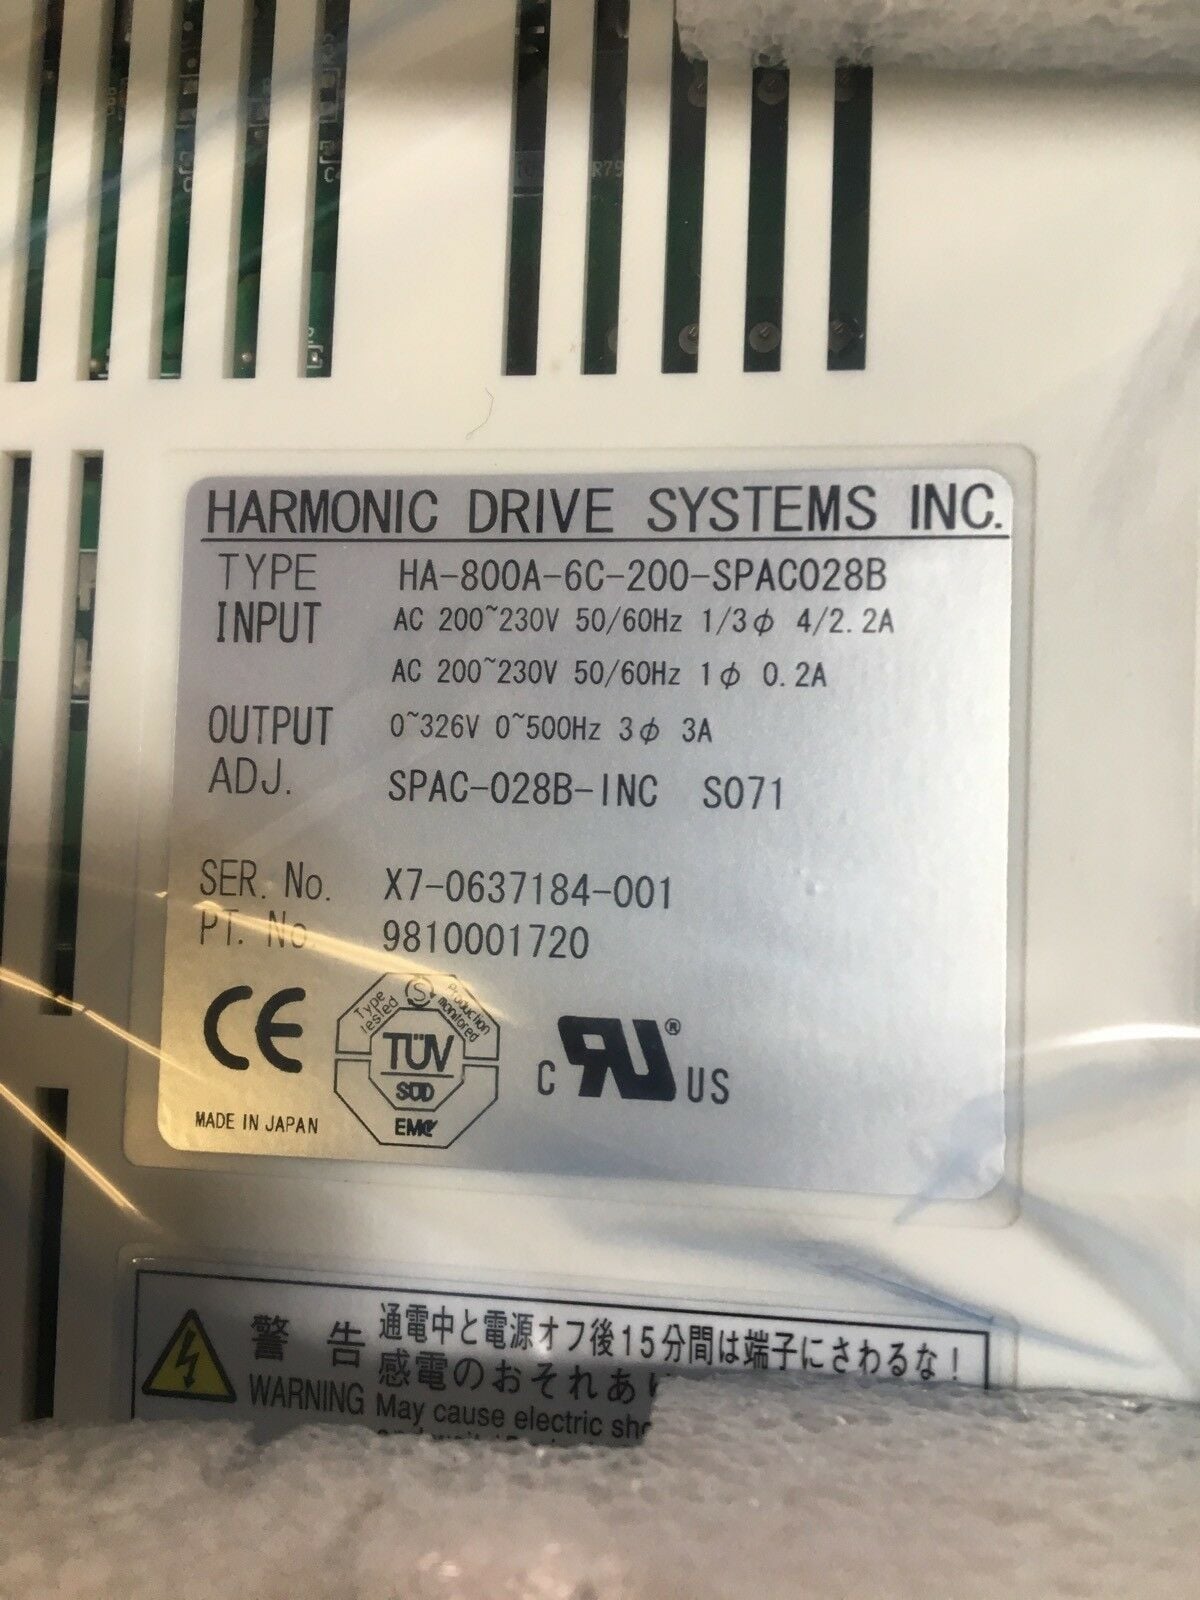 R79
HARMONIC DRIVE SYSTEMS INC.
TYPE HA-800A-6C-200-SPAC028B
INPUT AC 200~230V 50/60Hz 1/3φ 4/2.2A
AC 200~230V 50/60Hz 1φ 0.2A
OUTPUT 0~326V 0~500Hz 3φ 3A
ADJ. SPAC-028B-INC S071
SER. No. X7-0637184-001
PT. No. 9810001720
CE
Type tested
S
Production monitored
TÜV
SÜD
EMC
C RU® US
MADE IN JAPAN
警告 通電中と電源オフ後15分間は端子にさわるな!
感電のおそれあ
WARNING May cause electric